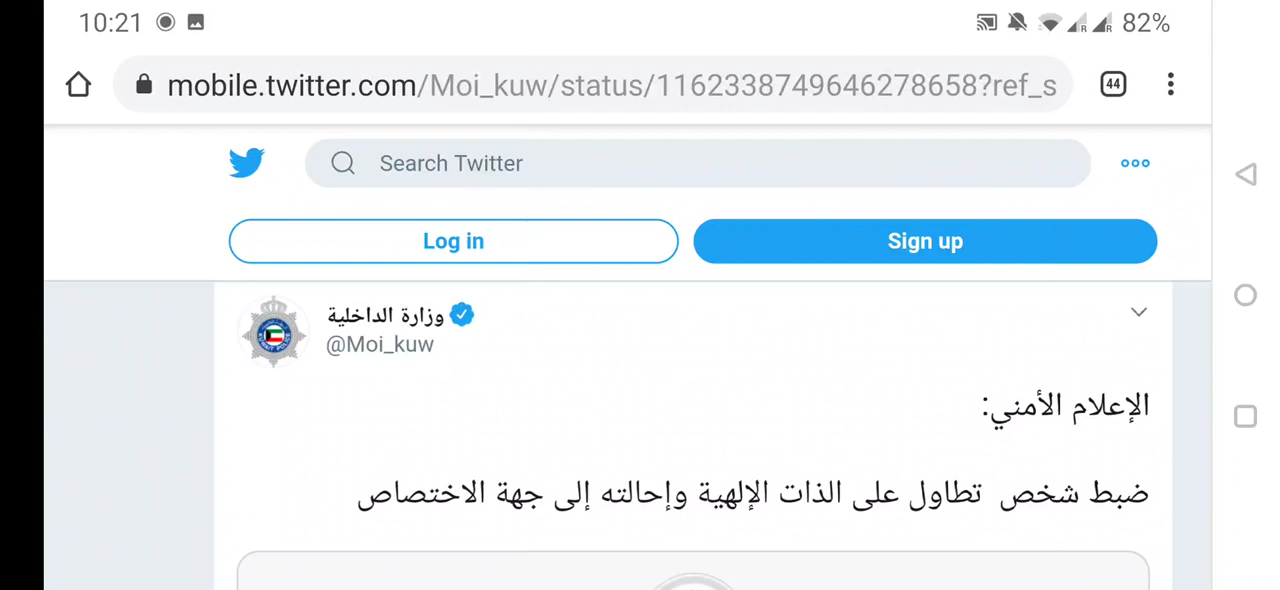 10:21
82%
mobile.twitter.com/Moi_kuw/status/1162338749646278658?ref_s
44
Search Twitter
Log in
Sign up
وزارة الداخلية
@Moi_kuw
الإعلام الأمني:
ضبط شخص تطاول على الذات الإلهية وإحالته إلى جهة الاختصاص